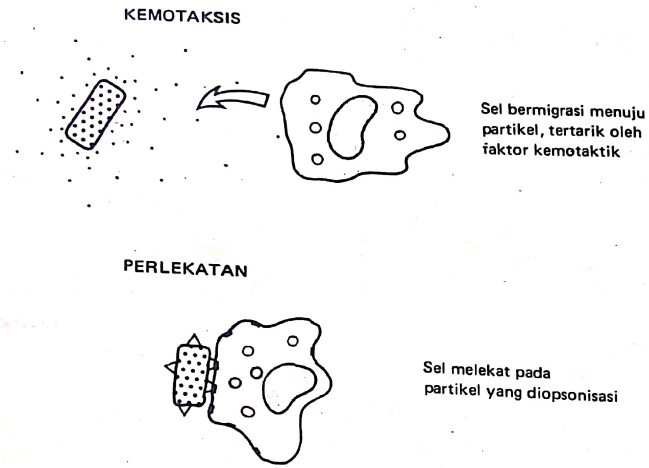 KEMOTAKSIS
Sel bermigrasi menuju
partikel, tertarik oleh
faktor kemotaktik
PERLEKATAN
Sel melekat pada
partikel yang diopsonisasi